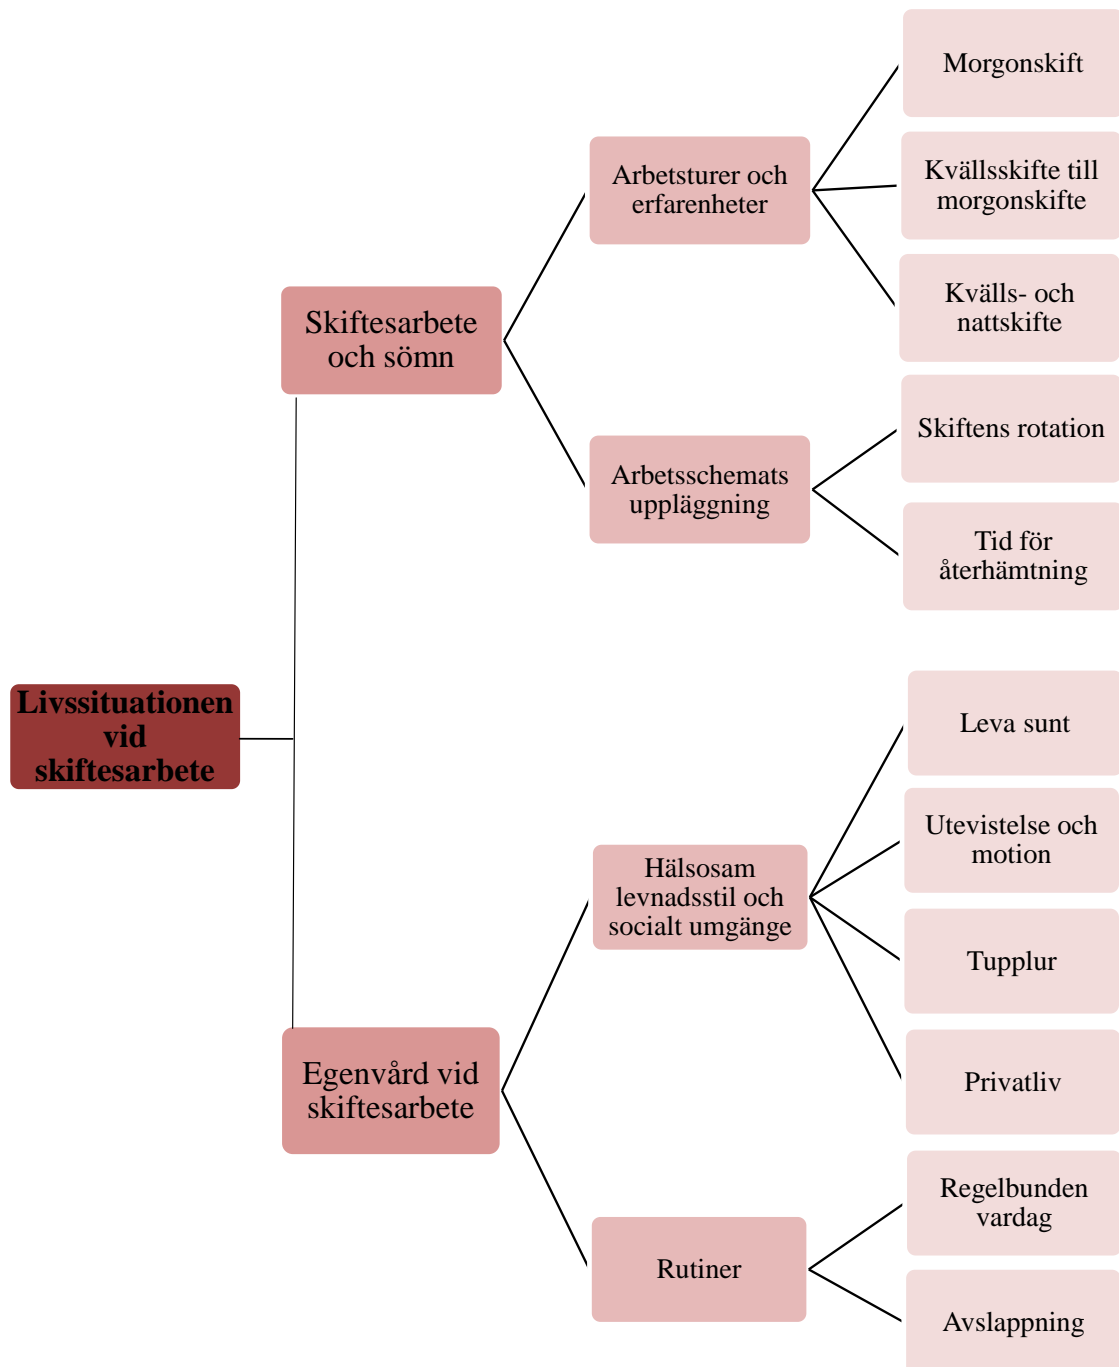 Livssituationen
vid
skiftesarbete
Skiftesarbete
och sömn
Arbetsturer och
erfarenheter
Morgonskift
Kvällsskifte till
morgonskifte
Kvälls- och
nattskifte
Arbetsschemats
uppläggning
Skiftens rotation
Tid för
återhämtning
Egenvård vid
skiftesarbete
Hälsosam
levnadsstil och
socialt umgänge
Leva sunt
Utevistelse och
motion
Tupplur
Privatliv
Rutiner
Regelbunden
vardag
Avslappning